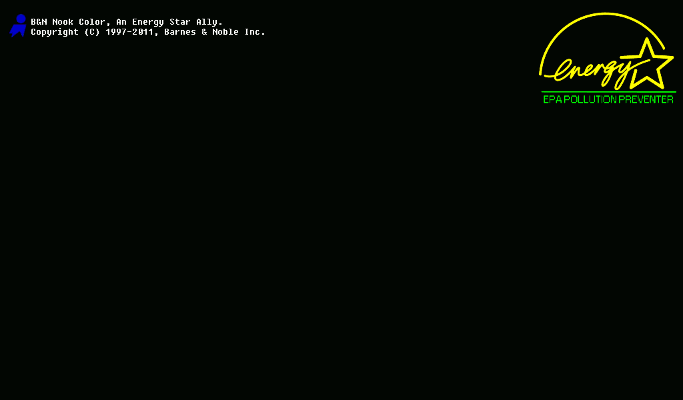 B&N Nook Color, An Energy Star Ally.
Copyright (C) 1997-2011, Barnes & Noble Inc.
energy
EPA POLLUTION PREVENTER